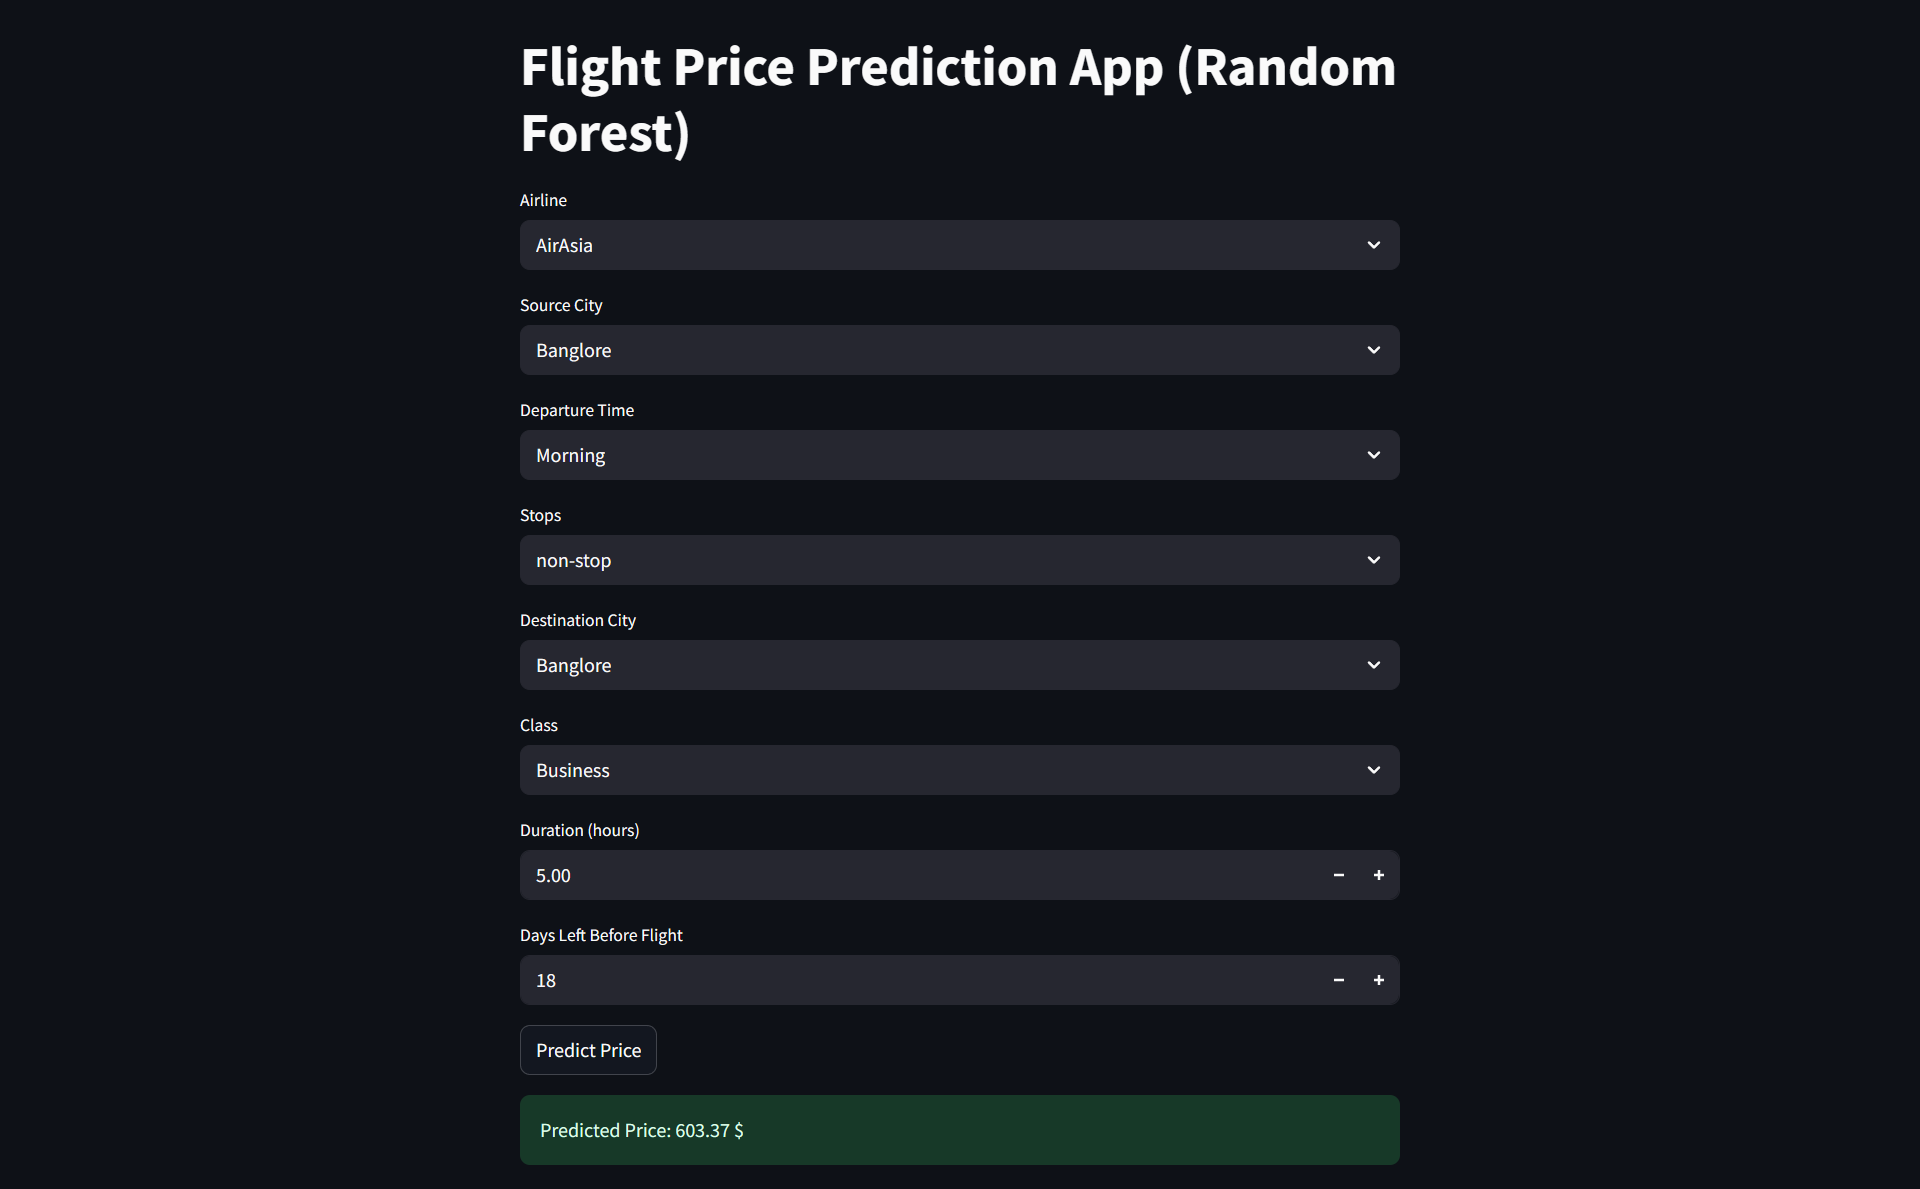 Flight Price Prediction App (Random
Forest)
Airline
AirAsia
Source City
Banglore
Departure Time
Morning
Stops
non-stop
Destination City
Banglore
Class
Business
Duration (hours)
5.00
Days Left Before Flight
18
Predict Price
Predicted Price: 603.37 $